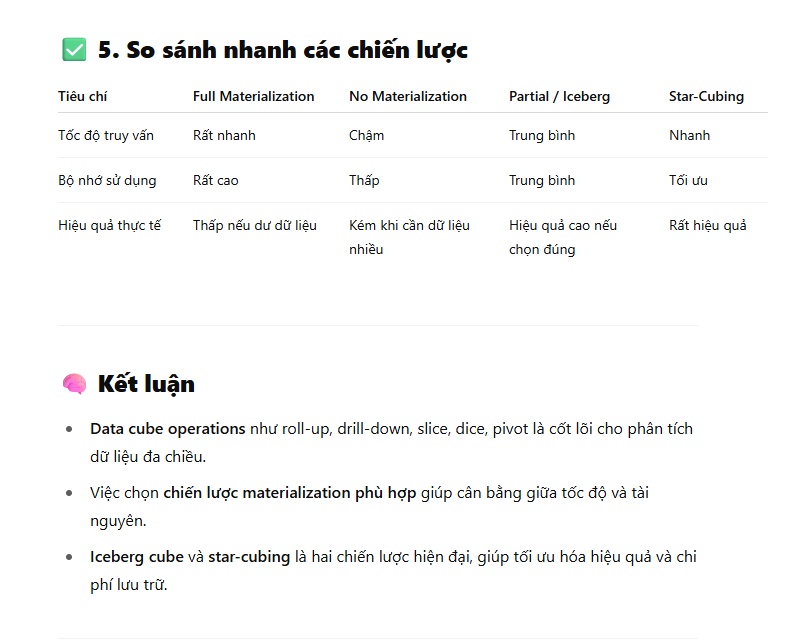 5. So sánh nhanh các chiến lược
Tiêu chí Full Materialization No Materialization Partial / Iceberg Star-Cubing
Tốc độ truy vấn Rất nhanh Chậm Trung bình Nhanh
Bộ nhớ sử dụng Rất cao Thấp Trung bình Tối ưu
Hiệu quả thực tế Thấp nếu dư dữ liệu Kém khi cần dữ liệu Hiệu quả cao nếu Rất hiệu quả
nhiều chọn đúng
Kết luận
Data cube operations như roll-up, drill-down, slice, dice, pivot là cốt lõi cho phân tích
dữ liệu đa chiều.
Việc chọn chiến lược materialization phù hợp giúp cân bằng giữa tốc độ và tài
nguyên.
Iceberg cube và star-cubing là hai chiến lược hiện đại, giúp tối ưu hóa hiệu quả và chi
phí lưu trữ.